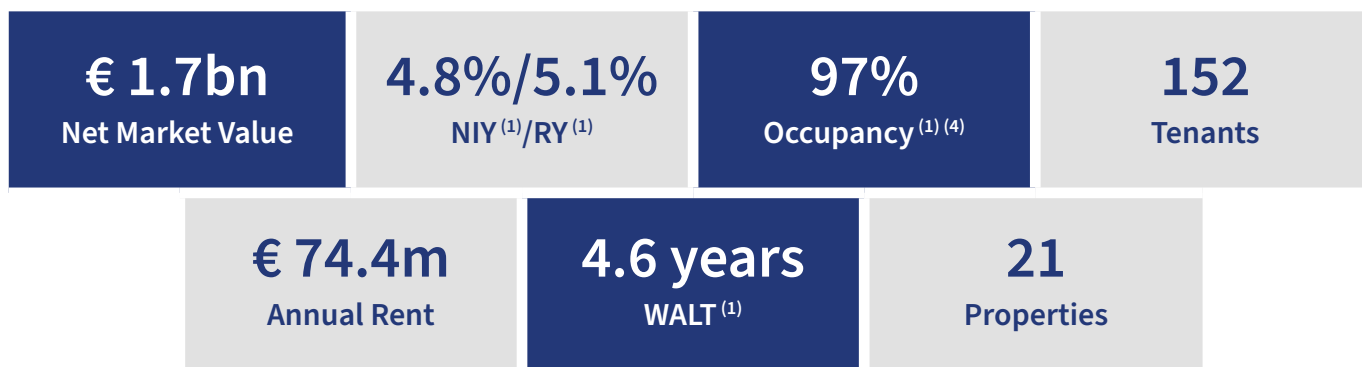 € 1.7bn
Net Market Value
4.8%/5.1%
NIY (1)/RY (1)
97%
Occupancy (1) (4)
152
Tenants
€ 74.4m
Annual Rent
4.6 years
WALT (1)
21
Properties